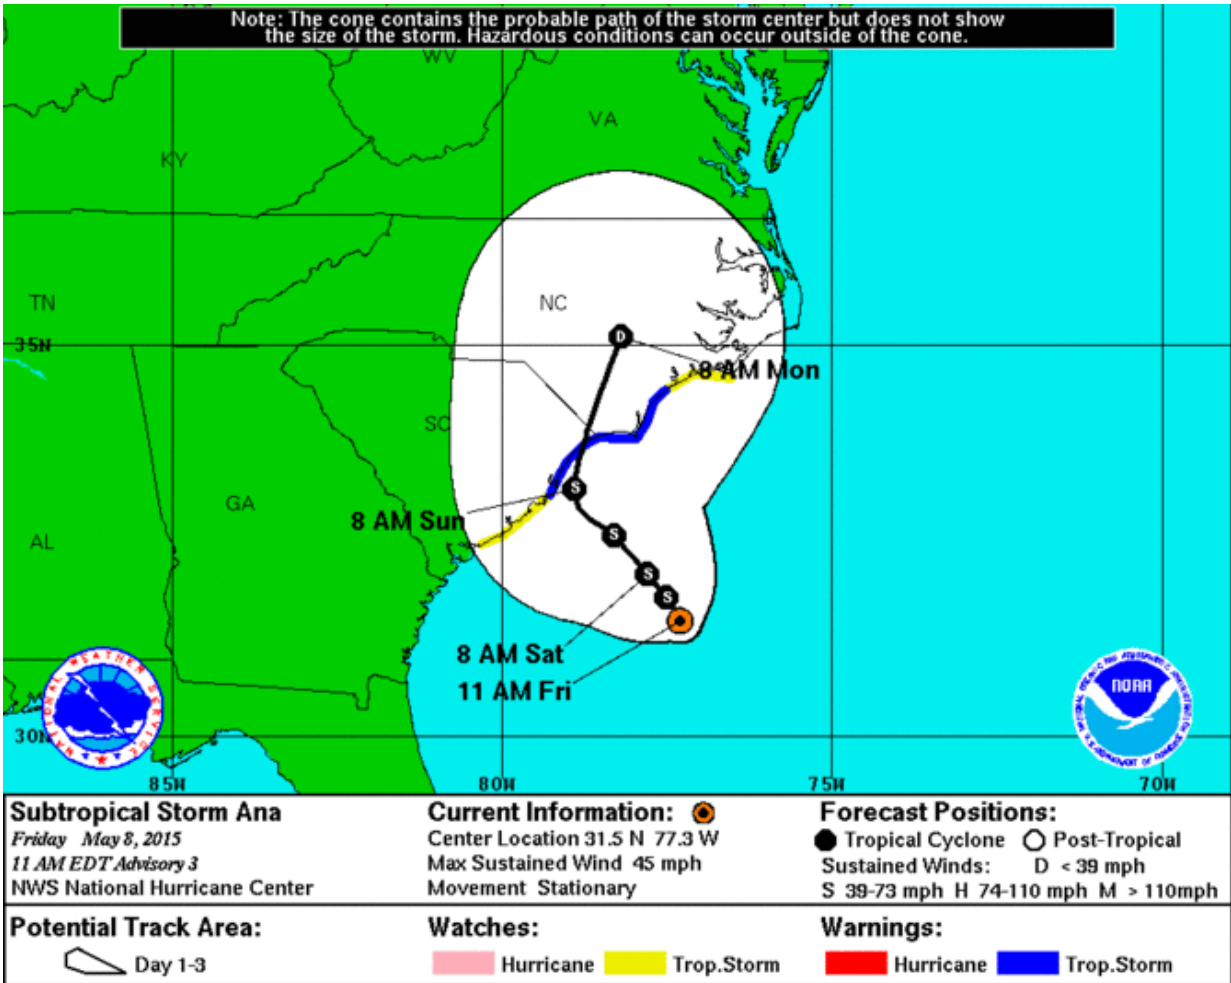 Note: The cone contains the probable path of the storm center but does not show
the size of the storm. Hazardous conditions can occur outside of the cone.
WV
VA
KY
TN
NC
35N
8 AM Mon
SC
GA
8 AM Sun
AL
D
S
S
S
S
8 AM Sat
11 AM Fri
NATIONAL WEATHER SERVICE
NOAA
30N
85W
80W
75W
70W
Subtropical Storm Ana
Friday May 8, 2015
11 AM EDT Advisory 3
NWS National Hurricane Center
Current Information:
Center Location 31.5 N 77.3 W
Max Sustained Wind 45 mph
Movement Stationary
Forecast Positions:
Tropical Cyclone Post-Tropical
Sustained Winds: D < 39 mph
S 39-73 mph H 74-110 mph M > 110mph
Potential Track Area:
Day 1-3
Watches:
Hurricane Trop.Storm
Warnings:
Hurricane Trop.Storm